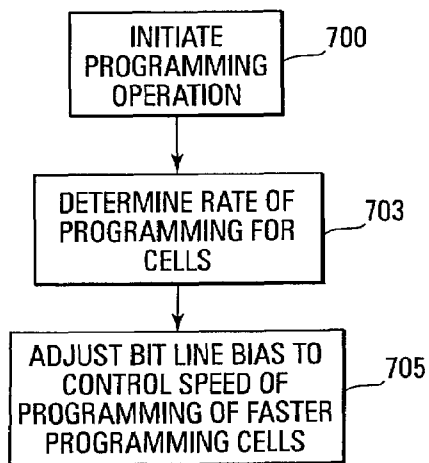 INITIATE
PROGRAMMING
OPERATION
700
DETERMINE RATE OF
PROGRAMMING FOR
CELLS
703
ADJUST BIT LINE BIAS TO
CONTROL SPEED OF
PROGRAMMING OF FASTER
PROGRAMMING CELLS
705